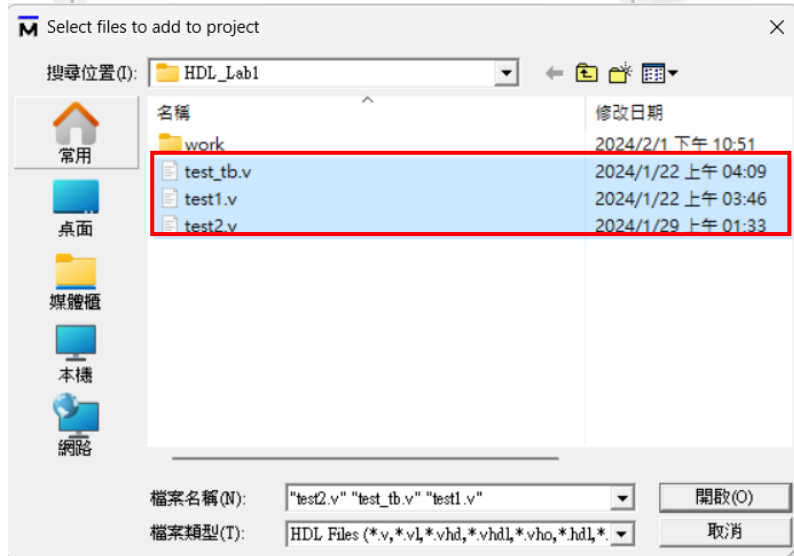 M Select files to add to project
搜尋位置(I): HDL_Lab1
名稱 修改日期
work 2024/2/1 下午 10:51
test_tb.v 2024/1/22 上午 04:09
test1.v 2024/1/22 上午 03:46
test2.v 2024/1/29 上午 01:33
常用
桌面
媒體櫃
本機
網路
檔案名稱(N): "test2.v" "test_tb.v" "test1.v" 開啟(O)
檔案類型(T): HDL Files (*.v,*.vl,*.vhd,*.vhdl,*.vho,*.hdl,*. 取消